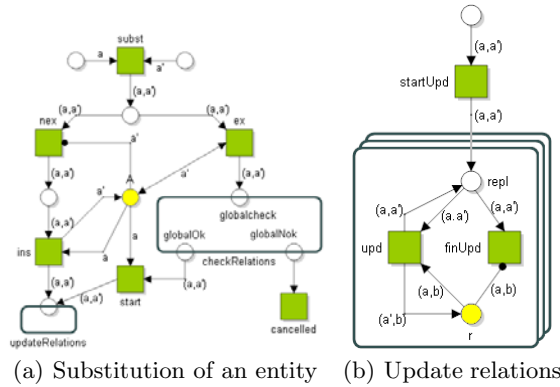 subst
a
a'
(a,a')
(a,a')
(a,a')
nex
ex
a'
(a,a')
A
a'
(a,a')
a'
globalcheck
(a,a')
a
globalOk
globalNok
ins
a
checkRelations
(a,a')
start
(a,a')
(a,a')
cancelled
updateRelations
(a) Substitution of an entity
(a,a')
startUpd
(a,a')
repl
(a,a')
(a.a')
(a,a')
upd
finUpd
(a,b)
(a,b)
(a',b)
r
(b) Update relations